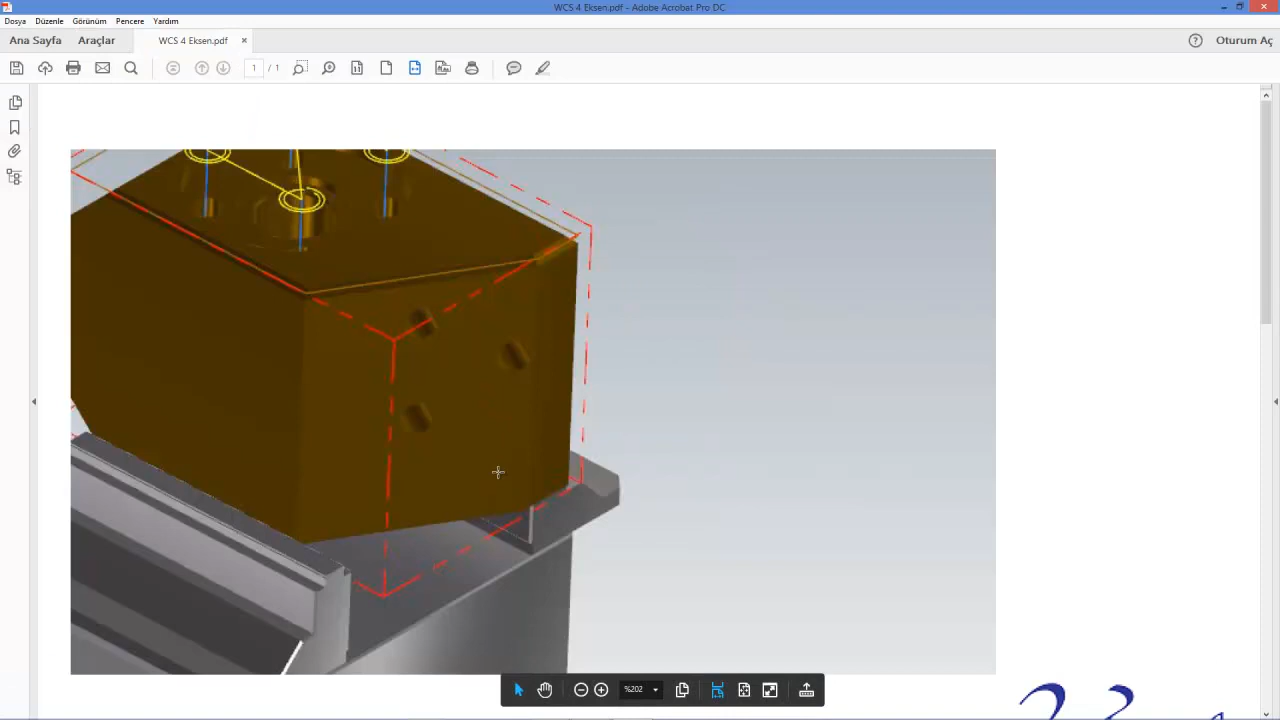 WCS 4 Eksen.pdf - Adobe Acrobat Pro DC
Dosya Düzenle Görünüm Pencere Yardım
Ana Sayfa Araçlar WCS 4 Eksen.pdf × Oturum Aç
1 / 1
%202